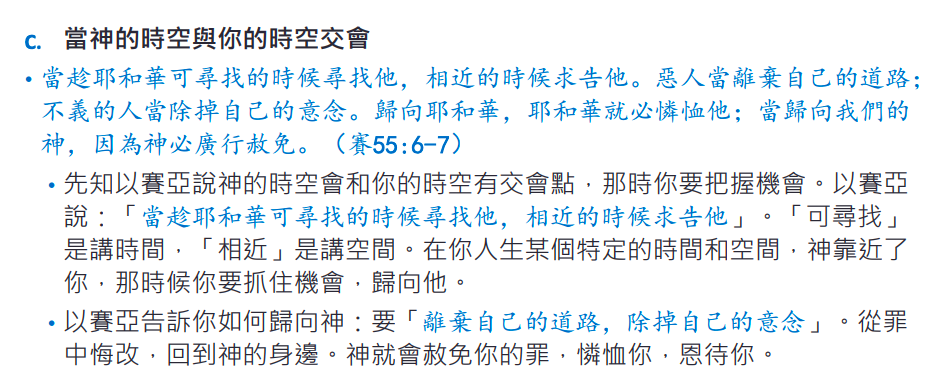 C. 當神的時空與你的時空交會
• 當趁耶和華可尋找的時候尋找他，相近的時候求告他。惡人當離棄自己的道路；
不義的人當除掉自己的意念。歸向耶和華，耶和華就必憐恤他；當歸向我們的
神，因為神必廣行赦免。（賽55:6-7）
• 先知以賽亞說神的時空會和你的時空有交會點，那時你要把握機會。以賽亞
說：「當趁耶和華可尋找的時候尋找他，相近的時候求告他」。「可尋找」
是講時間，「相近」是講空間。在你人生某個特定的時間和空間，神靠近了
你，那時候你要抓住機會，歸向他。
• 以賽亞告訴你如何歸向神：要「離棄自己的道路，除掉自己的意念」。從罪
中悔改，回到神的身邊。神就會赦免你的罪，憐恤你，恩待你。